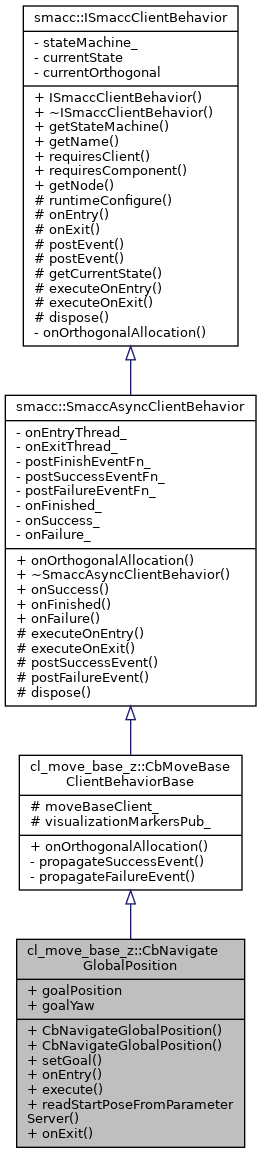 smacc::ISmaccClientBehavior
- stateMachine_
- currentState
- currentOrthogonal
+ ISmaccClientBehavior()
+ ~ISmaccClientBehavior()
+ getStateMachine()
+ getName()
+ requiresClient()
+ requiresComponent()
+ getNode()
# runtimeConfigure()
# onEntry()
# onExit()
# postEvent()
# postEvent()
# getCurrentState()
# executeOnEntry()
# executeOnExit()
# dispose()
- onOrthogonalAllocation()
smacc::SmaccAsyncClientBehavior
- onEntryThread_
- onExitThread_
- postFinishEventFn_
- postSuccessEventFn_
- postFailureEventFn_
- onFinished_
- onSuccess_
- onFailure_
+ onOrthogonalAllocation()
+ ~SmaccAsyncClientBehavior()
+ onSuccess()
+ onFinished()
+ onFailure()
# executeOnEntry()
# executeOnExit()
# postSuccessEvent()
# postFailureEvent()
# dispose()
cl_move_base_z::CbMoveBase
ClientBehaviorBase
# moveBaseClient_
# visualizationMarkersPub_
+ onOrthogonalAllocation()
- propagateSuccessEvent()
- propagateFailureEvent()
cl_move_base_z::CbNavigate
GlobalPosition
+ goalPosition
+ goalYaw
+ CbNavigateGlobalPosition()
+ CbNavigateGlobalPosition()
+ setGoal()
+ onEntry()
+ execute()
+ readStartPoseFromParameter
Server()
+ onExit()